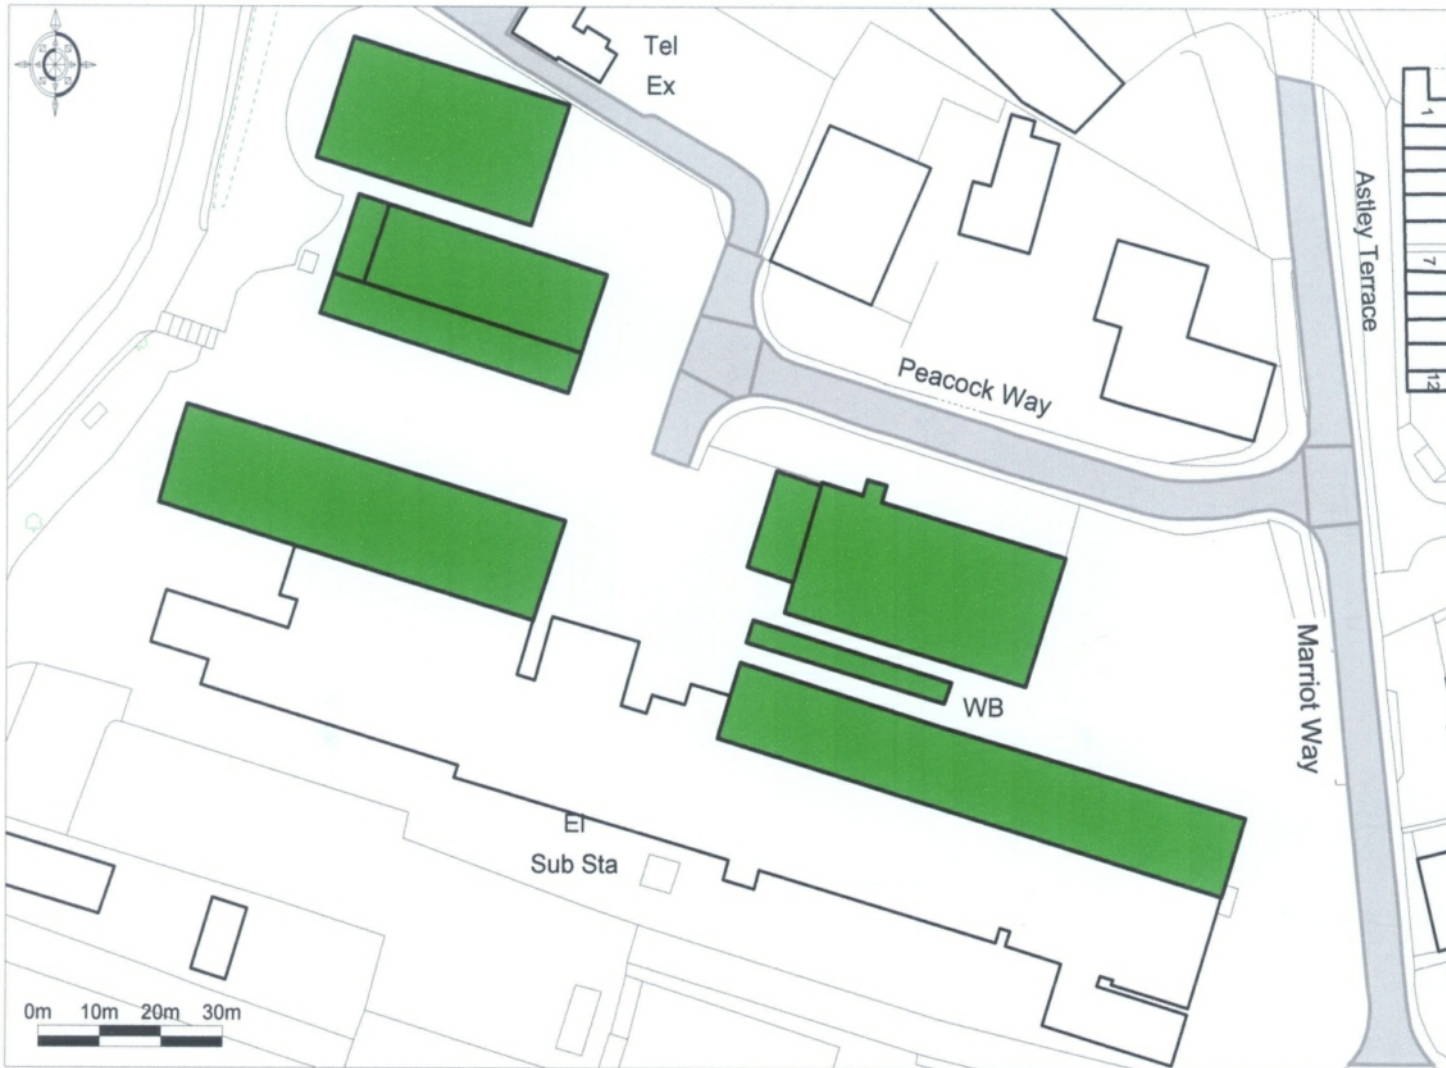 Tel
Ex
1
Astley Terrace
7
Peacock Way
12
Marriot Way
WB
El
Sub Sta
0m 10m 20m 30m